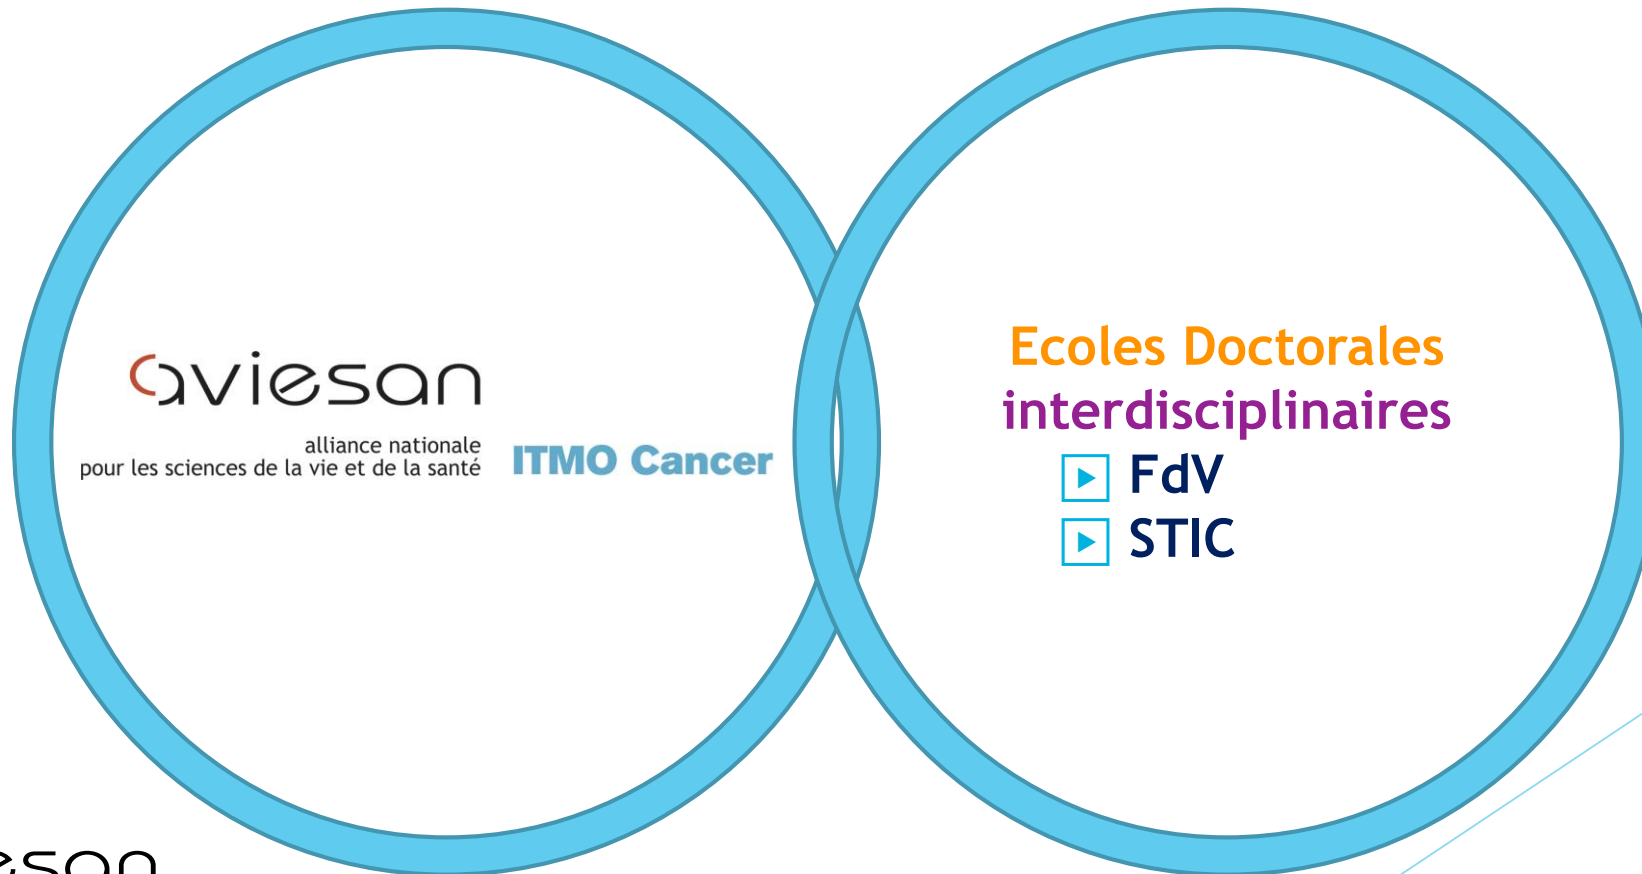 aviesan
alliance nationale
pour les sciences de la vie et de la santé
ITMO Cancer
Ecoles Doctorales
interdisciplinaires
FdV
STIC